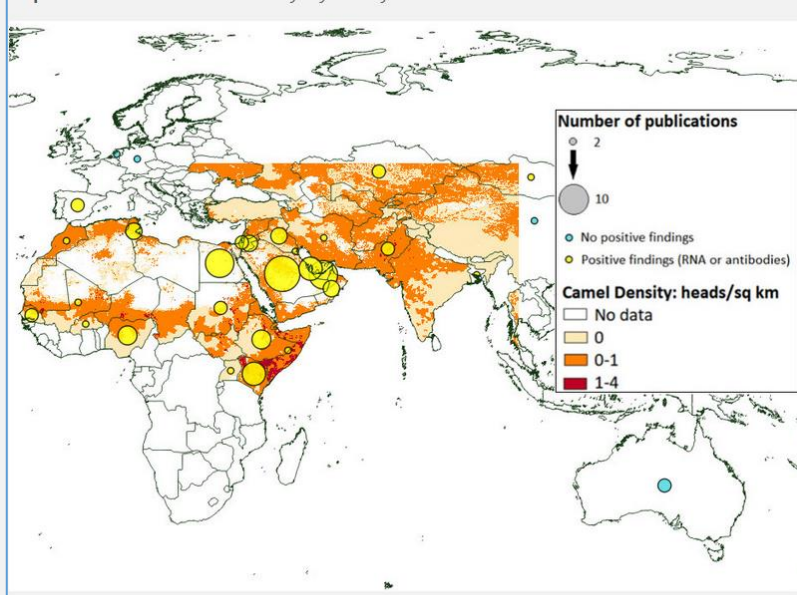 Number of publications
2
10
No positive findings
Positive findings (RNA or antibodies)
Camel Density: heads/sq km
No data
0
0-1
1-4